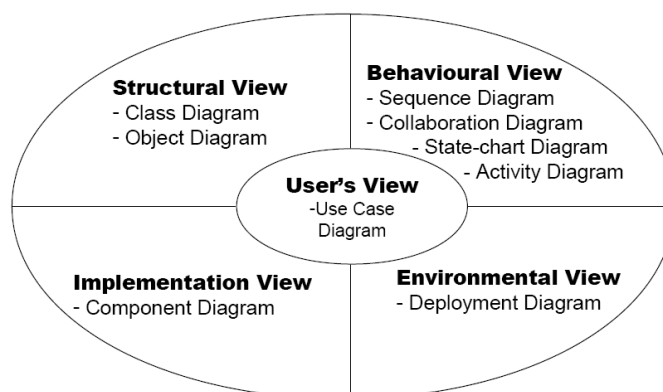 Structural View
- Class Diagram
- Object Diagram
Behavioural View
- Sequence Diagram
- Collaboration Diagram
- State-chart Diagram
- Activity Diagram
User's View
-Use Case
Diagram
Implementation View
- Component Diagram
Environmental View
- Deployment Diagram